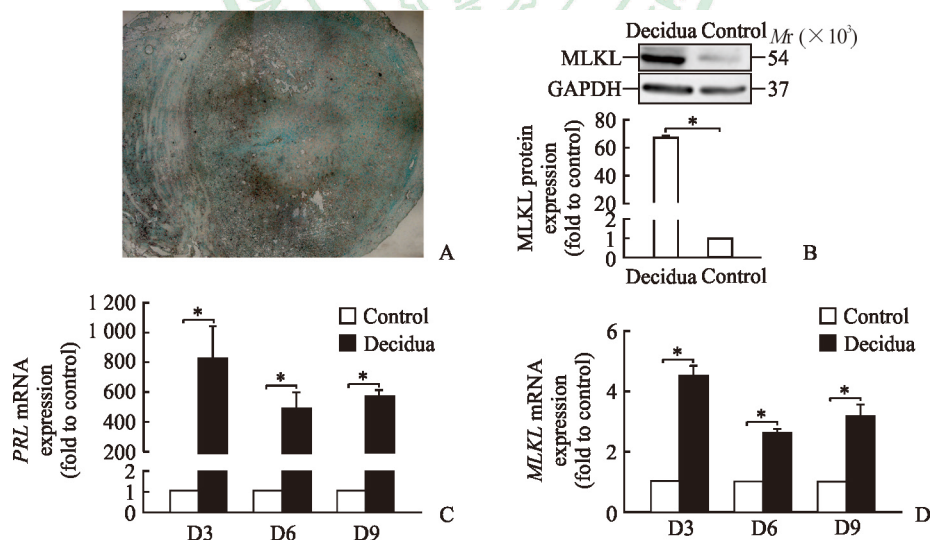 A
Decidua Control Mr (×10³)
MLKL 54
GAPDH 37
*
80
60
40
20
2
1
0
MLKL protein
expression
(fold to control)
Decidua Control
B
1 200
1 000
800
600
400
200
2
1
0
PRL mRNA
expression
(fold to control)
* * *
Control
Decidua
D3 D6 D9
C
6
4
2
0
MLKL mRNA
expression
(fold to control)
* * *
Control
Decidua
D3 D6 D9
D